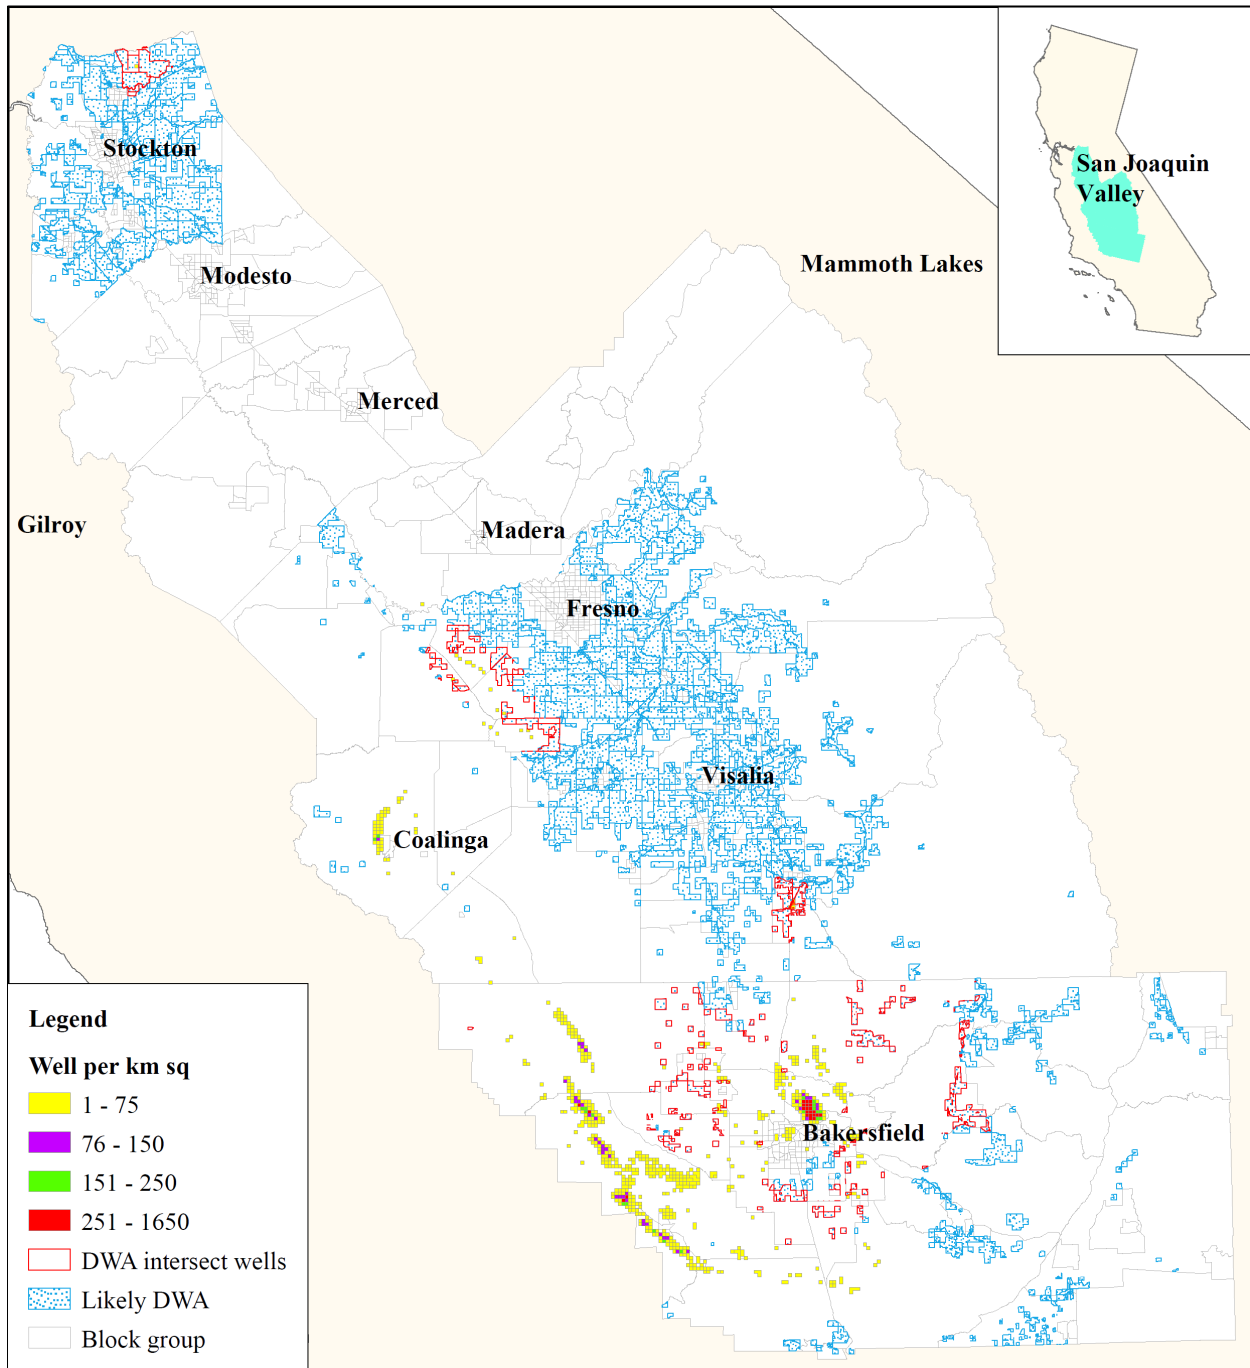 Stockton
San Joaquin
Valley
Modesto
Mammoth Lakes
Merced
Gilroy
Madera
Fresno
Visalia
Coalinga
Bakersfield
Legend
Well per km sq
1 - 75
76 - 150
151 - 250
251 - 1650
DWA intersect wells
Likely DWA
Block group